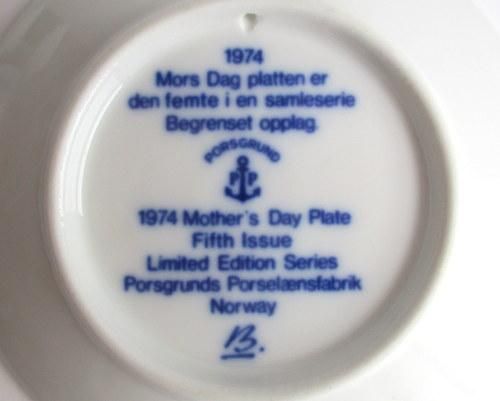 1974
Mors Dag platten er
den femte i en samleserie
Begrenset opplag.
PORSGRUND
P P
1974 Mother's Day Plate
Fifth Issue
Limited Edition Series
Porsgrunds Porselænsfabrik
Norway
B.